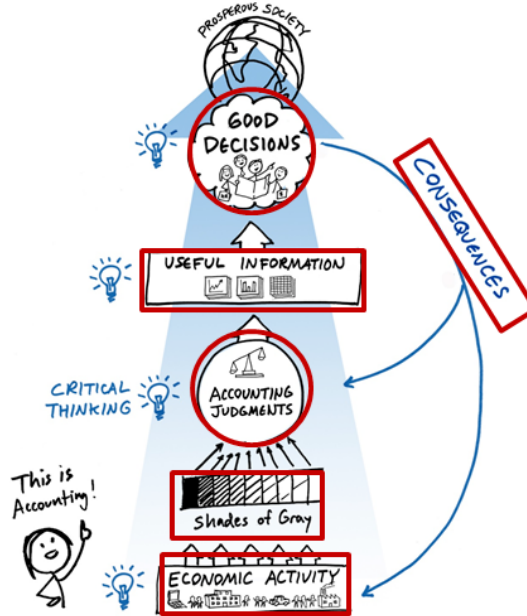 PROSPEROUS SOCIETY
GOOD
DECISIONS
CONSEQUENCES
USEFUL INFORMATION
CRITICAL
THINKING
ACCOUNTING
JUDGMENTS
This is
Accounting!
Shades of Gray
ECONOMIC ACTIVITY